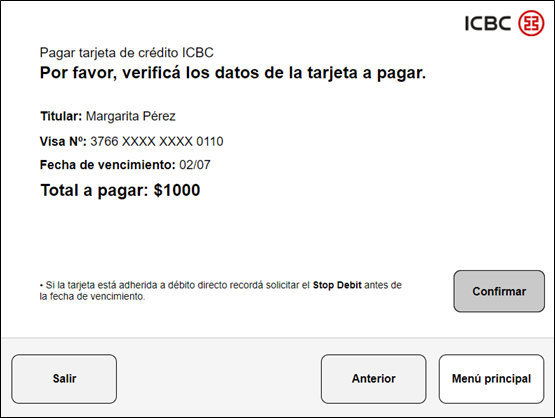 ICBC
Pagar tarjeta de crédito ICBC
Por favor, verificá los datos de la tarjeta a pagar.
Titular: Margarita Pérez
Visa Nº: 3766 XXXX XXXX 0110
Fecha de vencimiento: 02/07
Total a pagar: $1000
• Si la tarjeta está adherida a débito directo recordá solicitar el Stop Debit antes de
la fecha de vencimiento.
Confirmar
Salir
Anterior
Menú principal